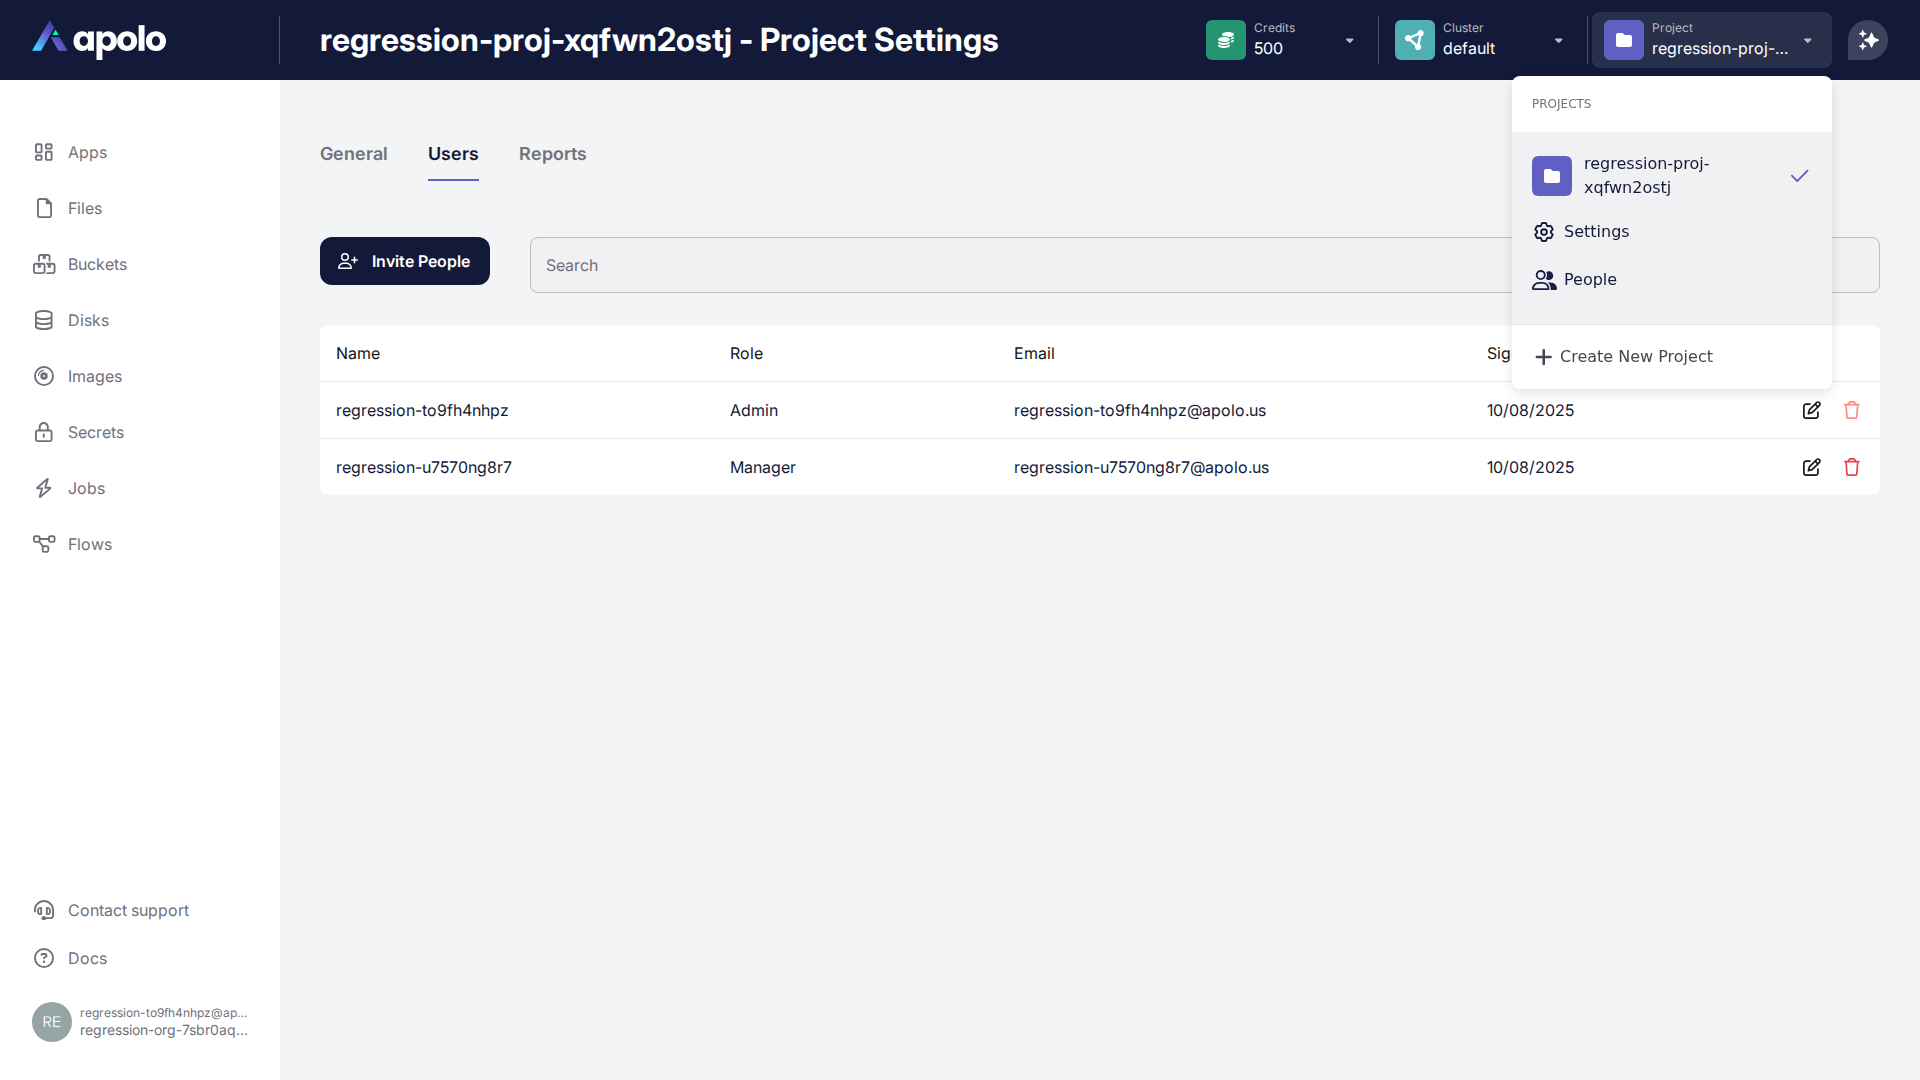 apolo
regression-proj-xqfwn2ostj - Project Settings
Credits
500
Cluster
default
Project
regression-proj-...
PROJECTS
regression-proj-
xqfwn2ostj
Settings
People
Create New Project
Apps
Files
Buckets
Disks
Images
Secrets
Jobs
Flows
General Users Reports
Invite People
Search
Name Role Email Sig
regression-to9fh4nhpz Admin regression-to9fh4nhpz@apolo.us 10/08/2025
regression-u7570ng8r7 Manager regression-u7570ng8r7@apolo.us 10/08/2025
Contact support
Docs
RE
regression-to9fh4nhpz@ap...
regression-org-7sbr0aq...